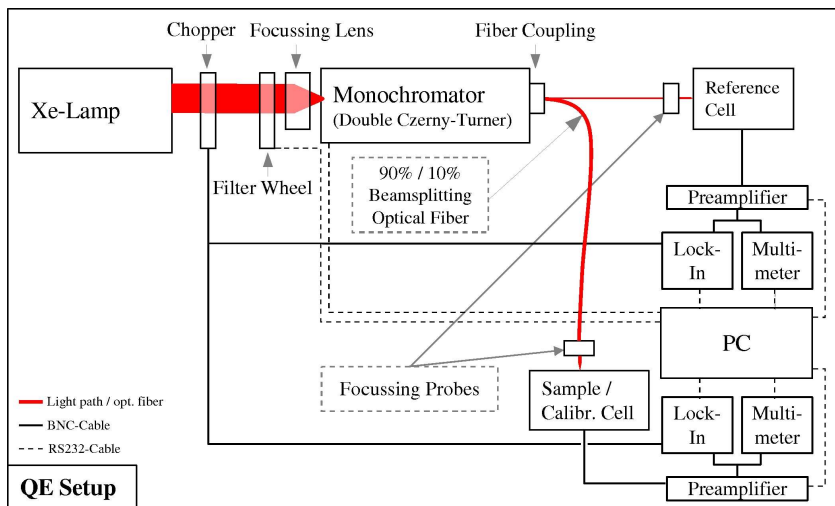 Chopper
Focussing Lens
Fiber Coupling
Xe-Lamp
Monochromator
(Double Czerny-Turner)
Reference
Cell
Filter Wheel
90% / 10%
Beamsplitting
Optical Fiber
Preamplifier
Lock-
In
Multi-
meter
PC
Focussing Probes
Sample /
Calibr. Cell
Light path / opt. fiber
BNC-Cable
RS232-Cable
Lock-
In
Multi-
meter
QE Setup
Preamplifier